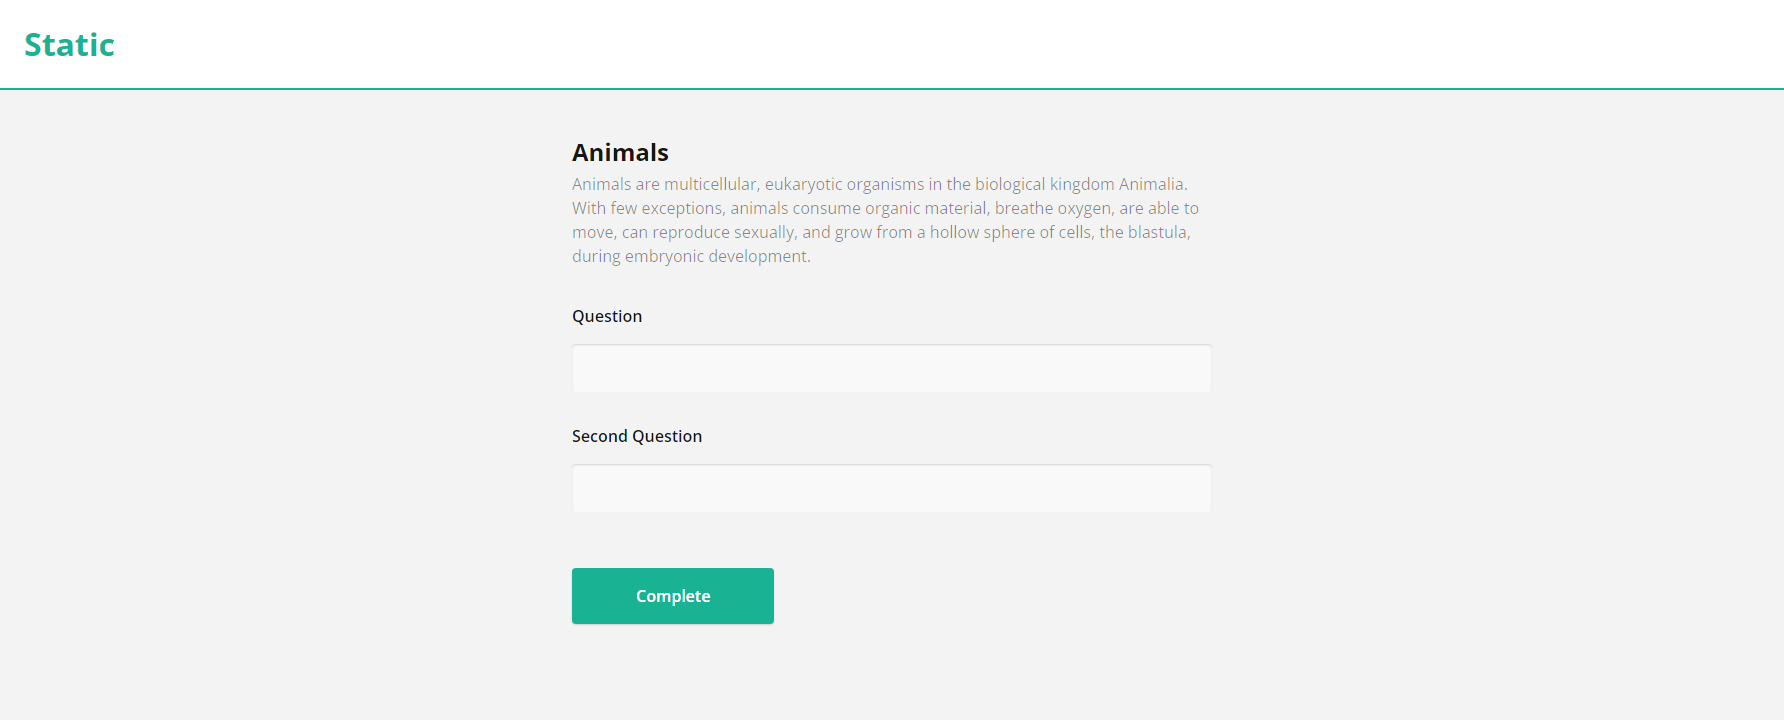 Static
Animals
Animals are multicellular, eukaryotic organisms in the biological kingdom Animalia.
With few exceptions, animals consume organic material, breathe oxygen, are able to
move, can reproduce sexually, and grow from a hollow sphere of cells, the blastula,
during embryonic development.
Question
Second Question
Complete